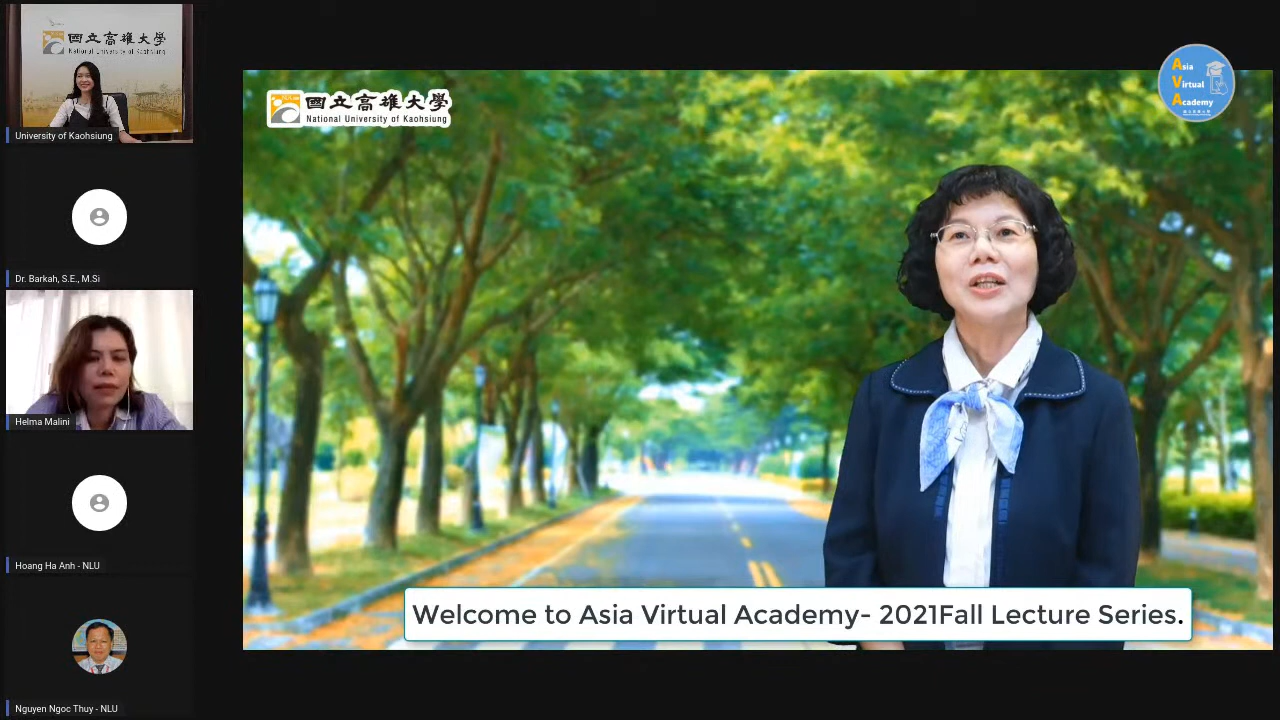 國立高雄大學
National University of Kaohsiung
University of Kaohsiung
Dr. Barkah, S.E., M.Si
Helma Malini
Hoang Ha Anh - NLU
Nguyen Ngoc Thuy - NLU
國立高雄大學
National University of Kaohsiung
Asia
Virtual
Academy
Welcome to Asia Virtual Academy- 2021Fall Lecture Series.